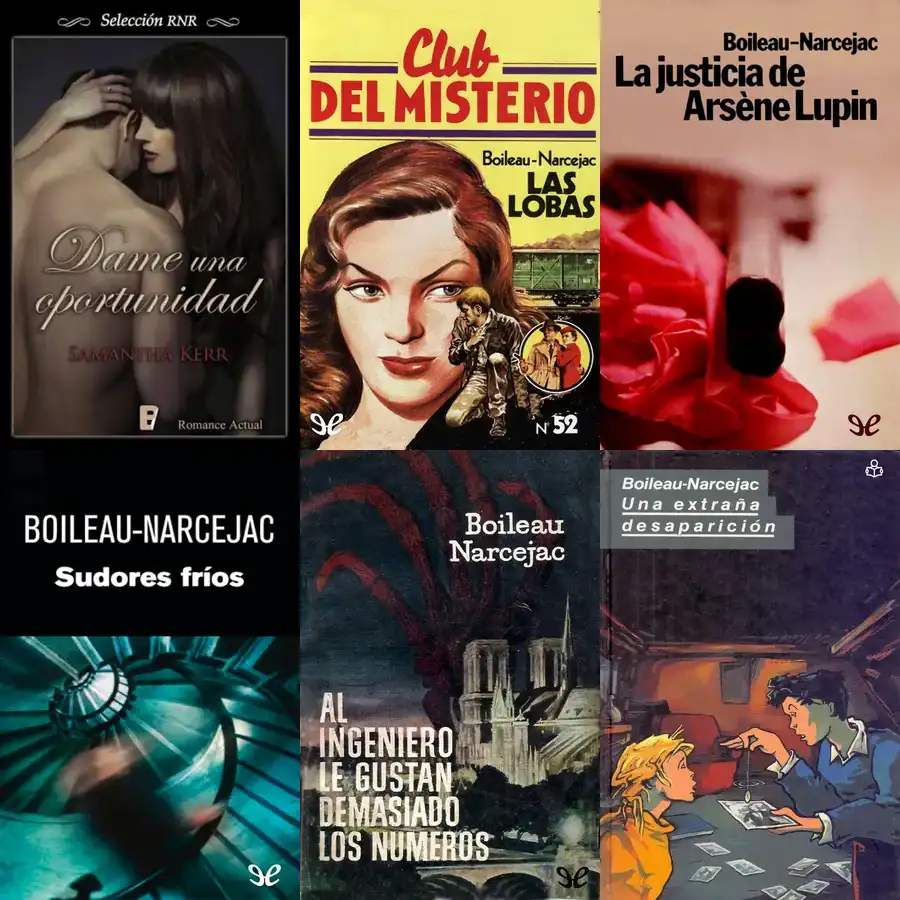 Selección RNR
Dame una
oportunidad
SAMANTHA KERR
B
Romance Actual
Club
DEL MISTERIO
Boileau-Narcejac
LAS
LOBAS
Nº 52
Boileau-Narcejac
La justicia de
Arsène Lupin
BOILEAU-NARCEJAC
Sudores fríos
Boileau
Narcejac
AL
INGENIERO
LE GUSTAN
DEMASIADO
LOS NUMEROS
Boileau-Narcejac
Una extraña
desaparición